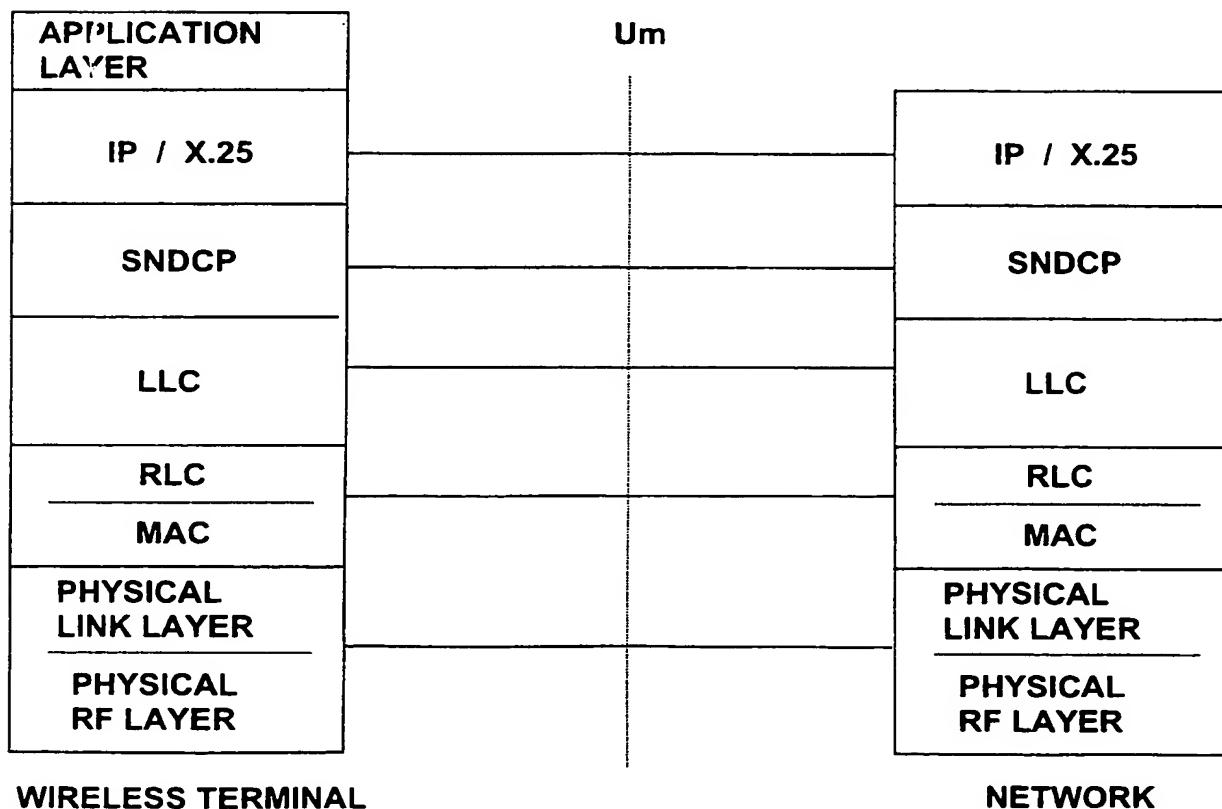 APPLICATION
LAYER
Um
IP / X.25
IP / X.25
SNDCP
SNDCP
LLC
LLC
RLC
RLC
MAC
MAC
PHYSICAL
LINK LAYER
PHYSICAL
LINK LAYER
PHYSICAL
RF LAYER
PHYSICAL
RF LAYER
WIRELESS TERMINAL
NETWORK